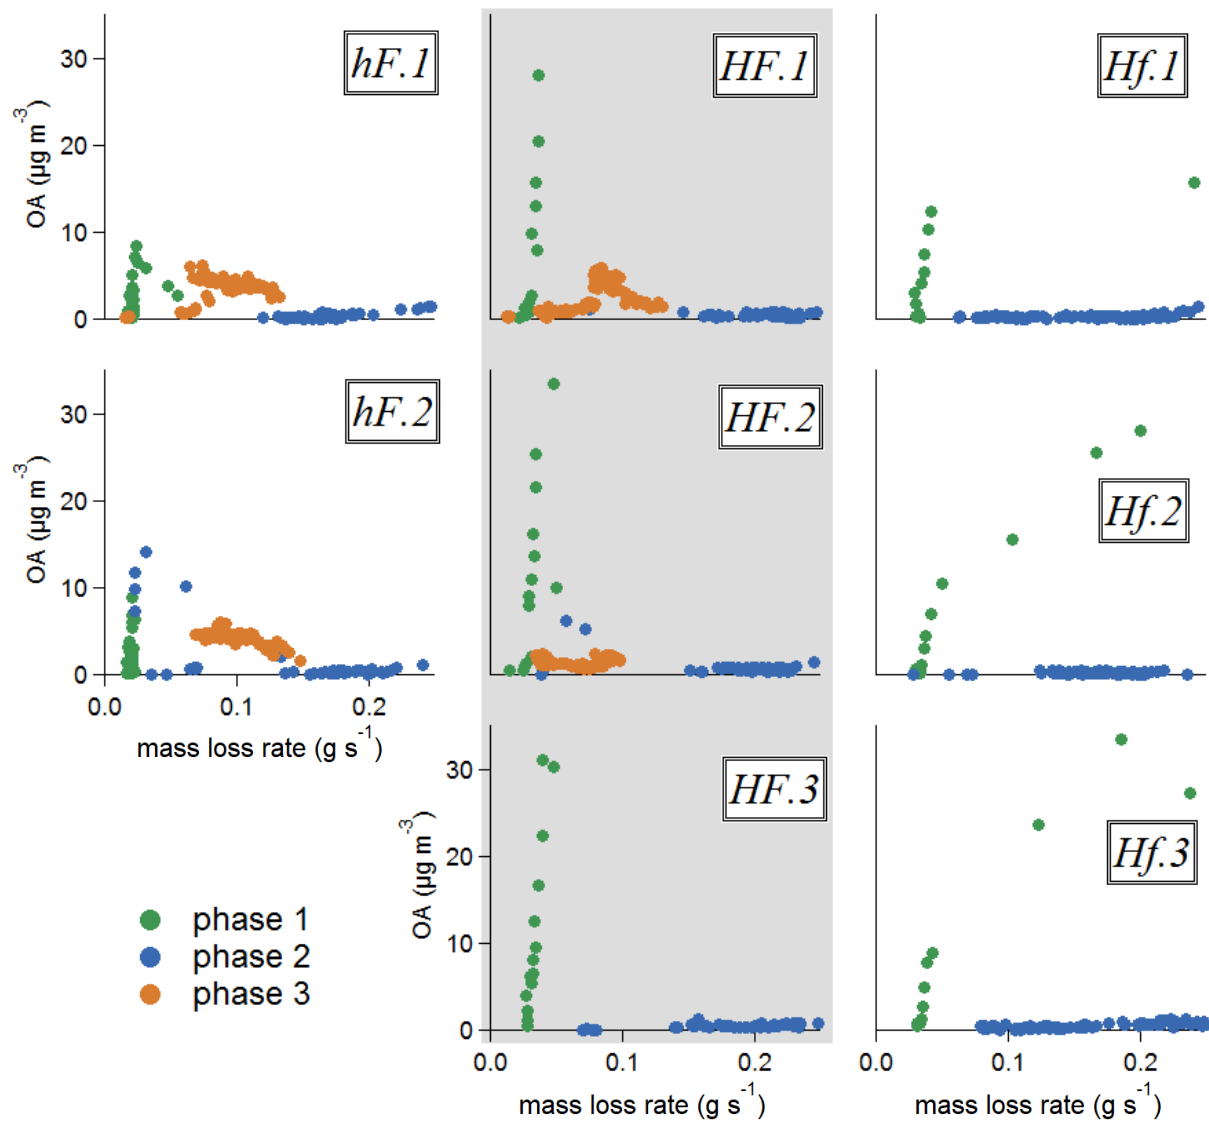 hF.1
HF.1
Hf.1
OA (µg m⁻³)
30
20
10
0
hF.2
HF.2
Hf.2
OA (µg m⁻³)
30
20
10
0
0.0 0.1 0.2
mass loss rate (g s⁻¹)
HF.3
Hf.3
OA (µg m⁻³)
30
20
10
0
phase 1
phase 2
phase 3
0.0 0.1 0.2
0.0 0.1 0.2
mass loss rate (g s⁻¹)
mass loss rate (g s⁻¹)